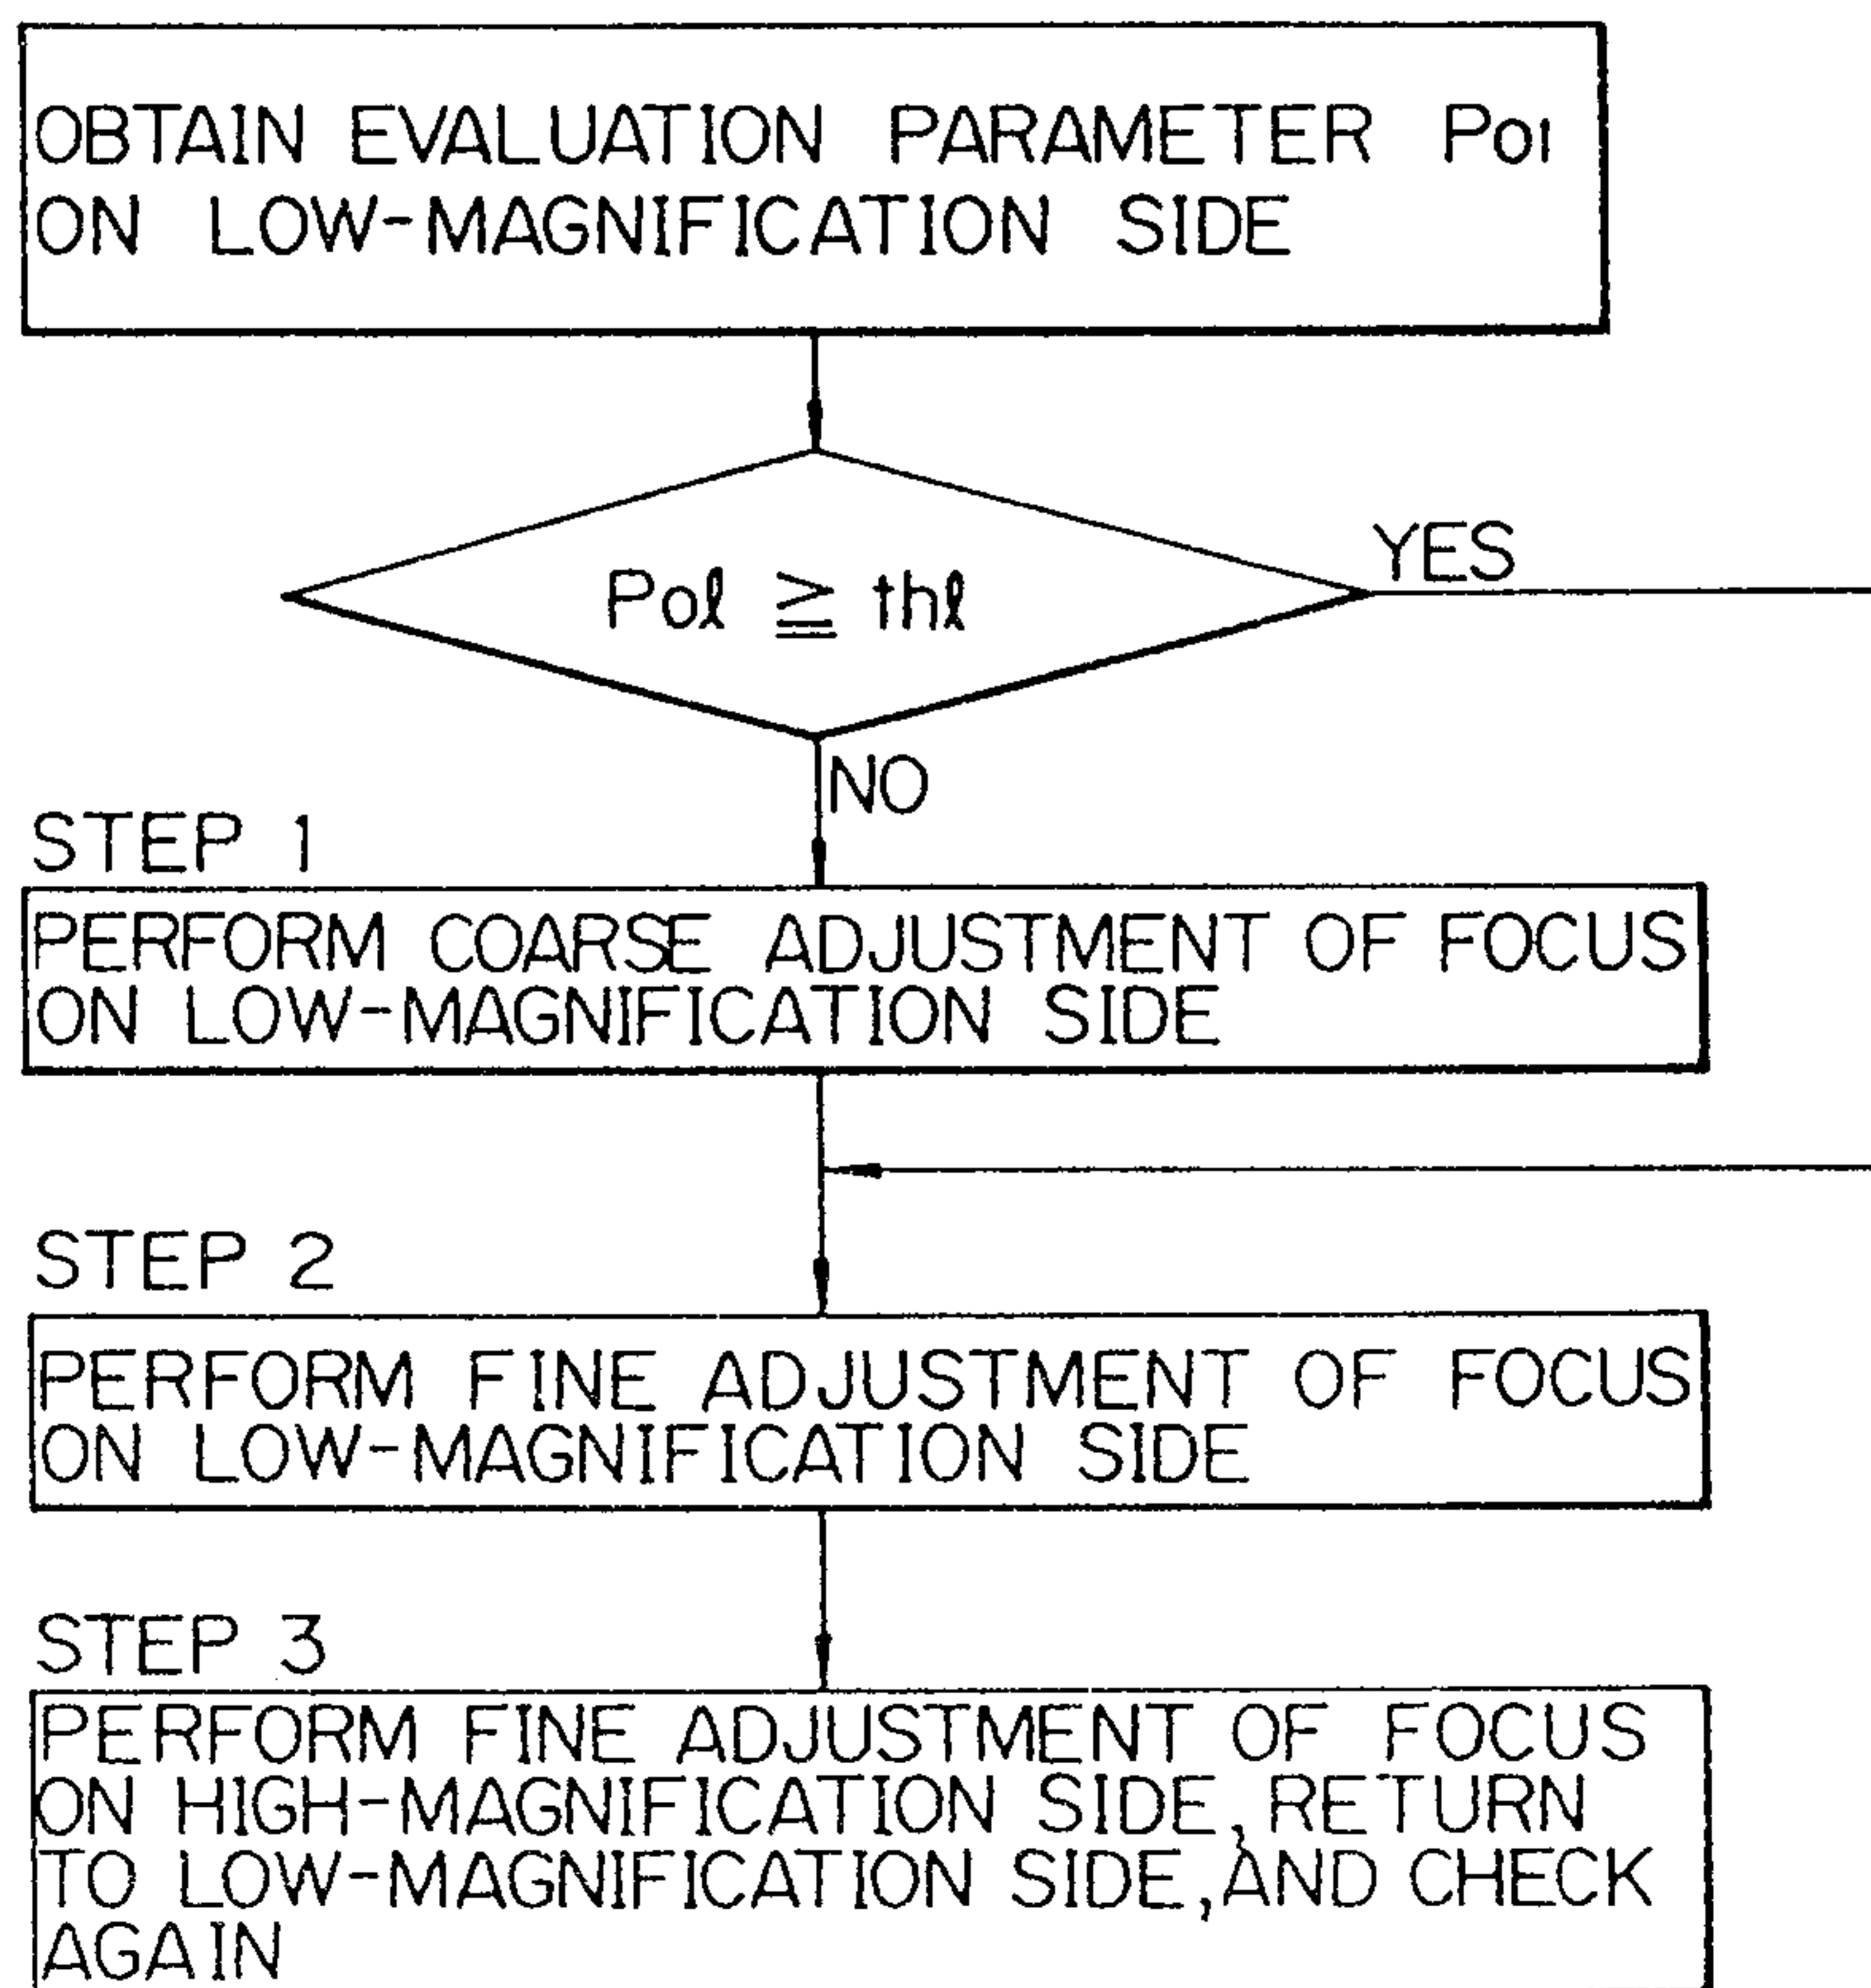 OBTAIN EVALUATION PARAMETER Po1
ON LOW-MAGNIFICATION SIDE
Poℓ ≧ thℓ
YES
NO
STEP 1
PERFORM COARSE ADJUSTMENT OF FOCUS
ON LOW-MAGNIFICATION SIDE
STEP 2
PERFORM FINE ADJUSTMENT OF FOCUS
ON LOW-MAGNIFICATION SIDE
STEP 3
PERFORM FINE ADJUSTMENT OF FOCUS
ON HIGH-MAGNIFICATION SIDE, RETURN
TO LOW-MAGNIFICATION SIDE, AND CHECK
AGAIN